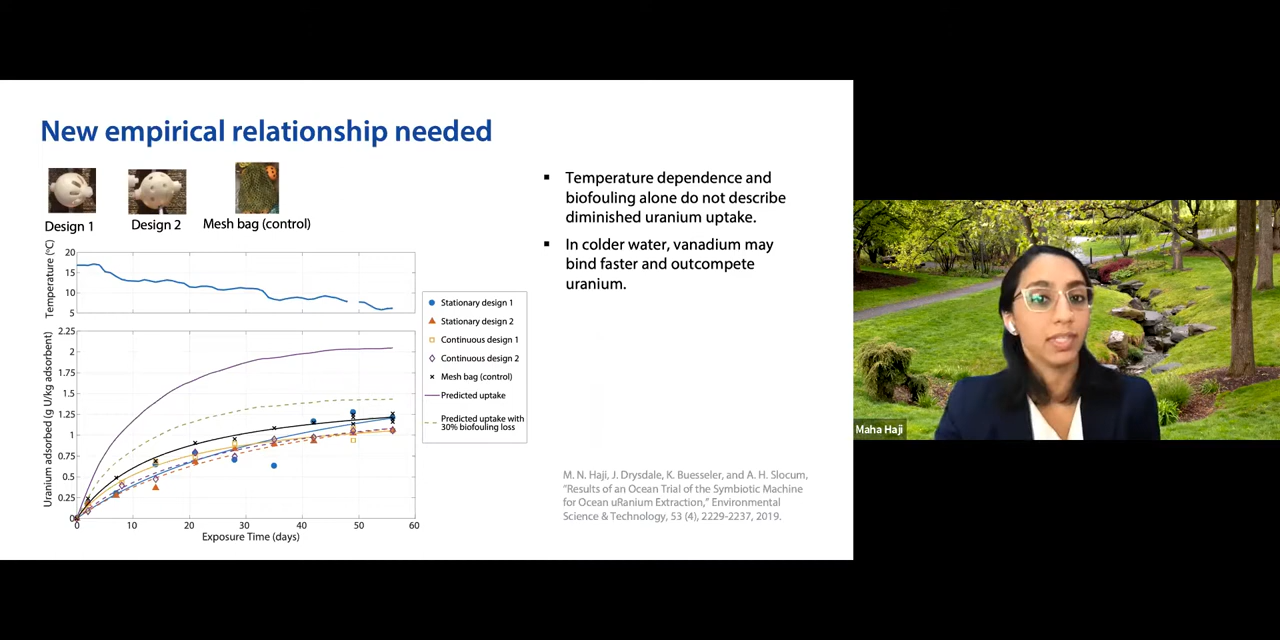 New empirical relationship needed
Design 1
Design 2
Mesh bag (control)
Temperature (°C)
20
15
10
5
Uranium adsorbed (g U/kg adsorbent)
2.25
2
1.75
1.5
1.25
1
0.75
0.5
0.25
0
0
10
20
30
40
50
60
Exposure Time (days)
Stationary design 1
Stationary design 2
Continuous design 1
Continuous design 2
Mesh bag (control)
Predicted uptake
Predicted uptake with
30% biofouling loss
▪ Temperature dependence and
biofouling alone do not describe
diminished uranium uptake.
▪ In colder water, vanadium may
bind faster and outcompete
uranium.
M. N. Haji, J. Drysdale, K. Buesseler, and A. H. Slocum,
“Results of an Ocean Trial of the Symbiotic Machine
for Ocean uRanium Extraction,” Environmental
Science & Technology, 53 (4), 2229-2237, 2019.
Maha Haji